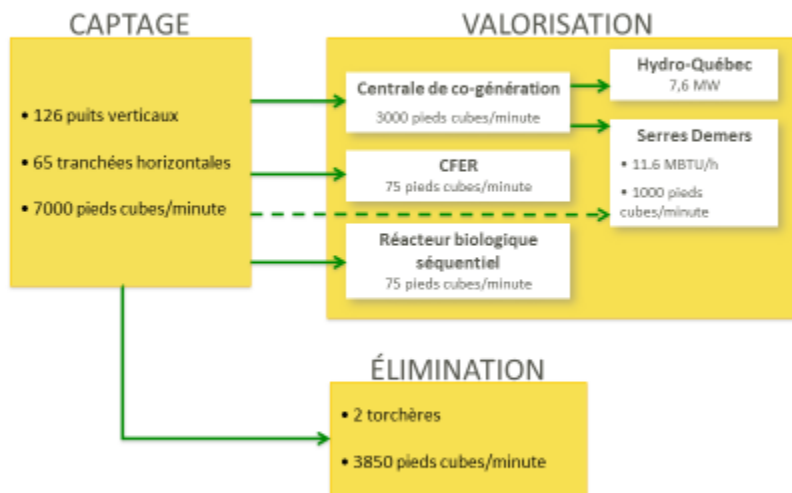 CAPTAGE
• 126 puits verticaux
• 65 tranchées horizontales
• 7000 pieds cubes/minute
VALORISATION
Centrale de co-génération
3000 pieds cubes/minute
Hydro-Québec
7,6 MW
Serres Demers
• 11.6 MBTU/h
• 1000 pieds
cubes/minute
CFER
75 pieds cubes/minute
Réacteur biologique
séquentiel
75 pieds cubes/minute
ÉLIMINATION
• 2 torchères
• 3850 pieds cubes/minute